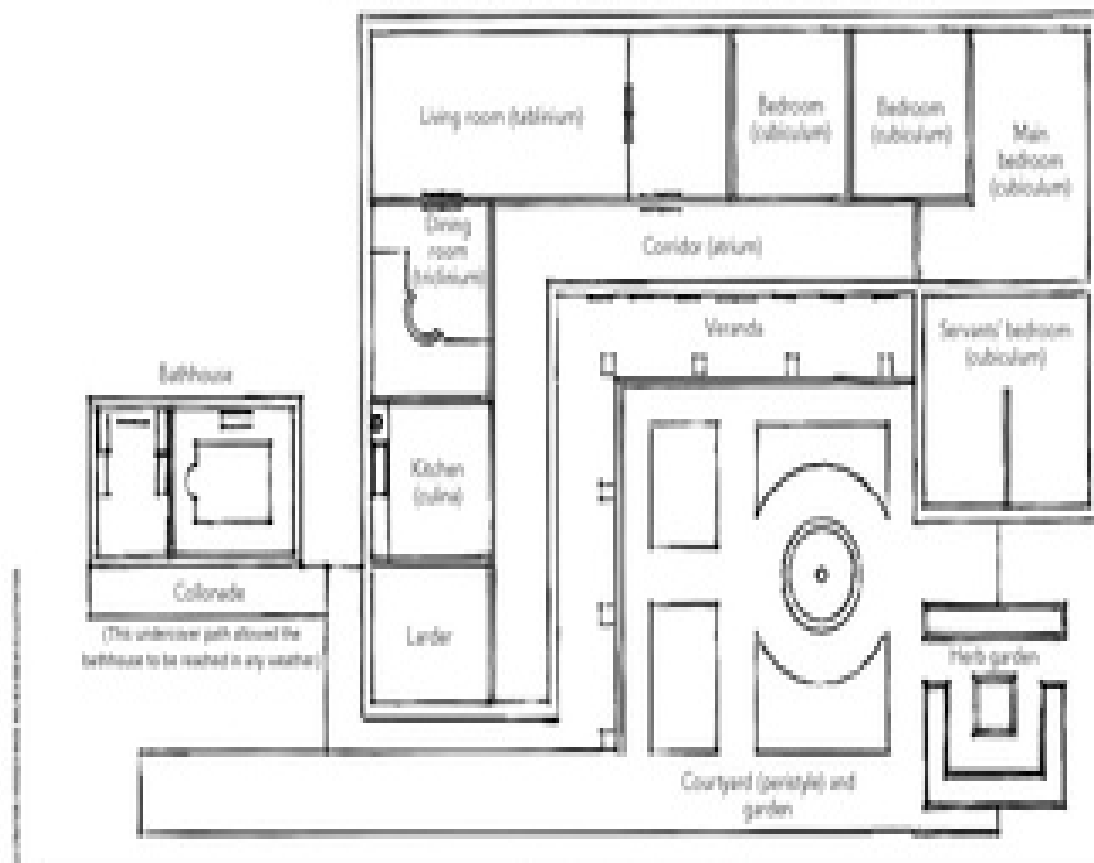 Living room (tablinium)
Bedroom
(cubiculum)
Bedroom
(cubiculum)
Main
bedroom
(cubiculum)
Dining
room
(triclinium)
Corridor (atrium)
Veranda
Servants' bedroom
(cubiculum)
Bathhouse
Kitchen
(culina)
Collonade
(This undercover path allowed the
bathhouse to be reached in any weather)
Larder
Herb garden
Courtyard (peristyle) and
garden